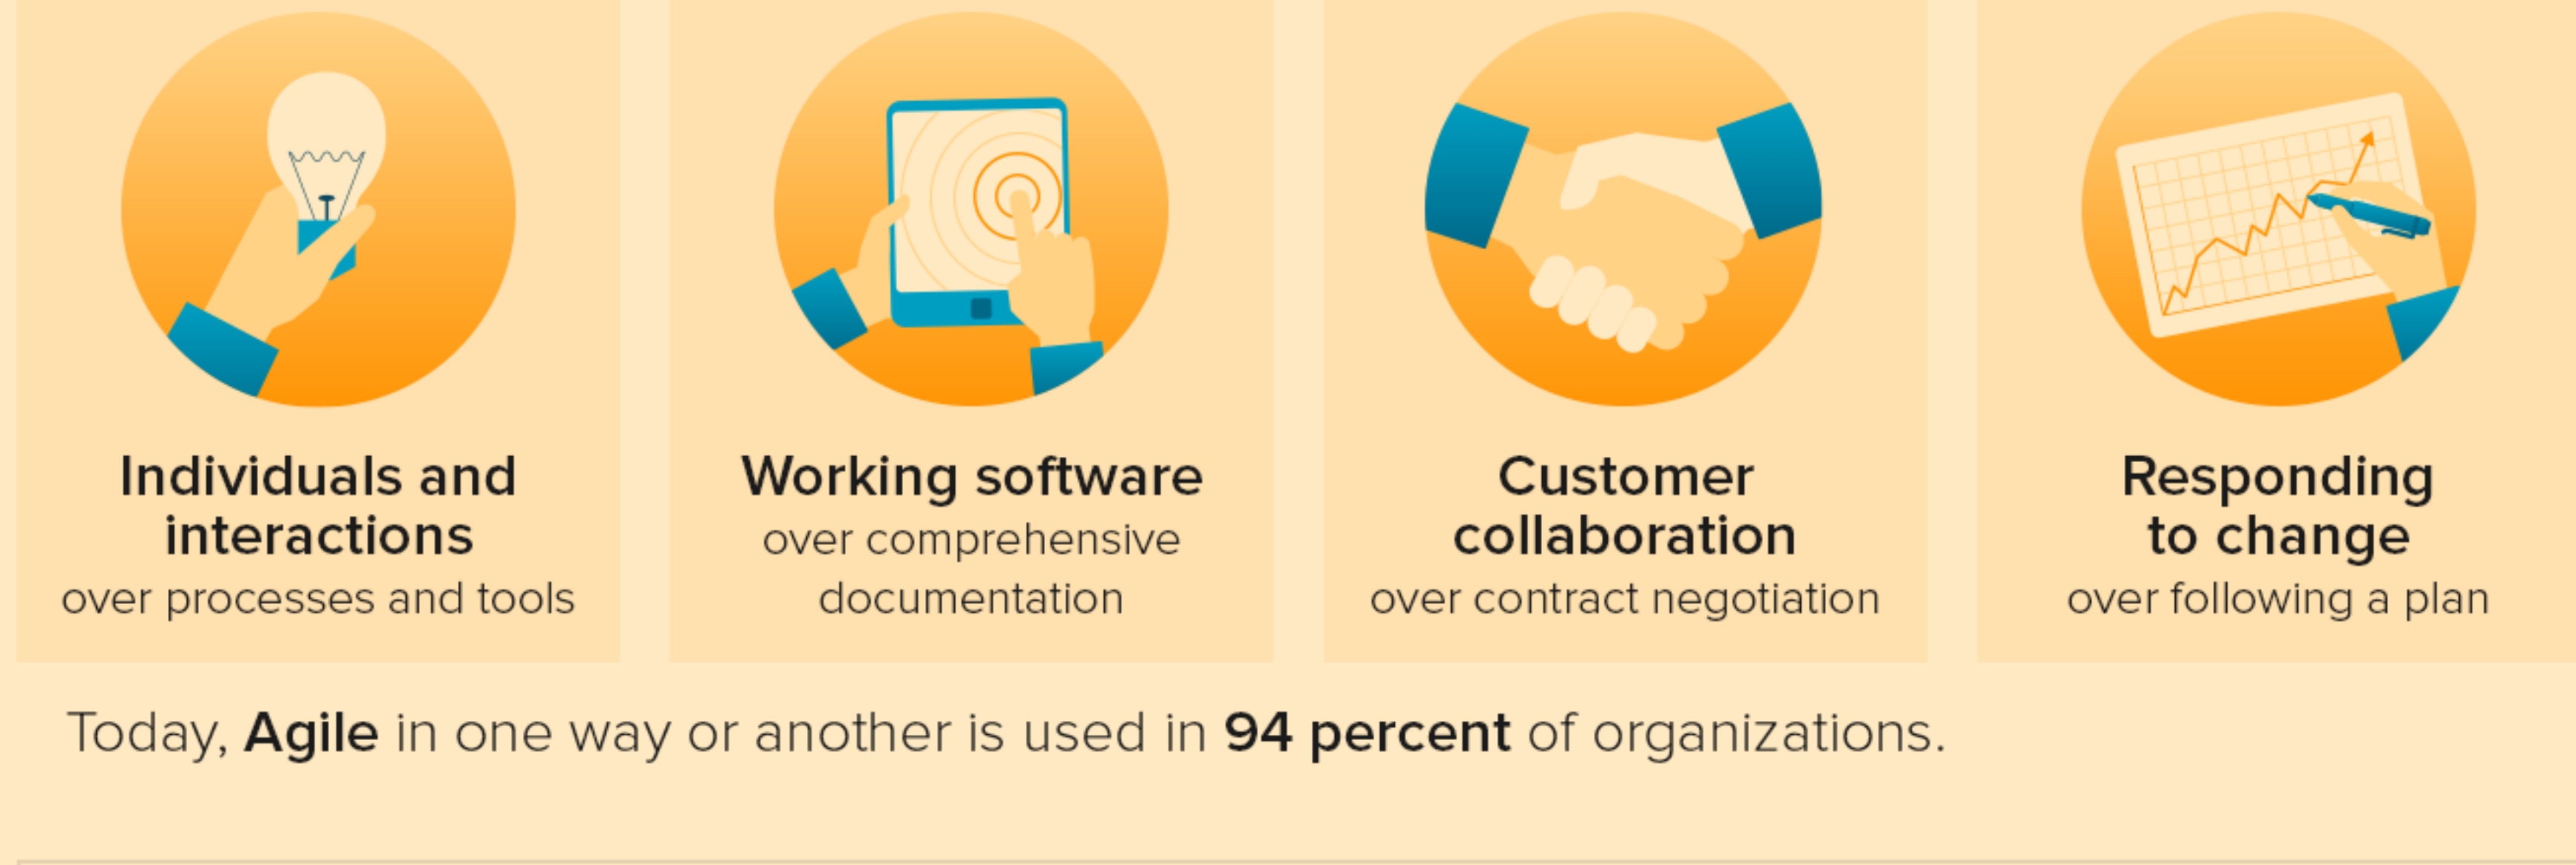 Individuals and
interactions
over processes and tools
Working software
over comprehensive
documentation
Customer
collaboration
over contract negotiation
Responding
to change
over following a plan
Today, Agile in one way or another is used in 94 percent of organizations.